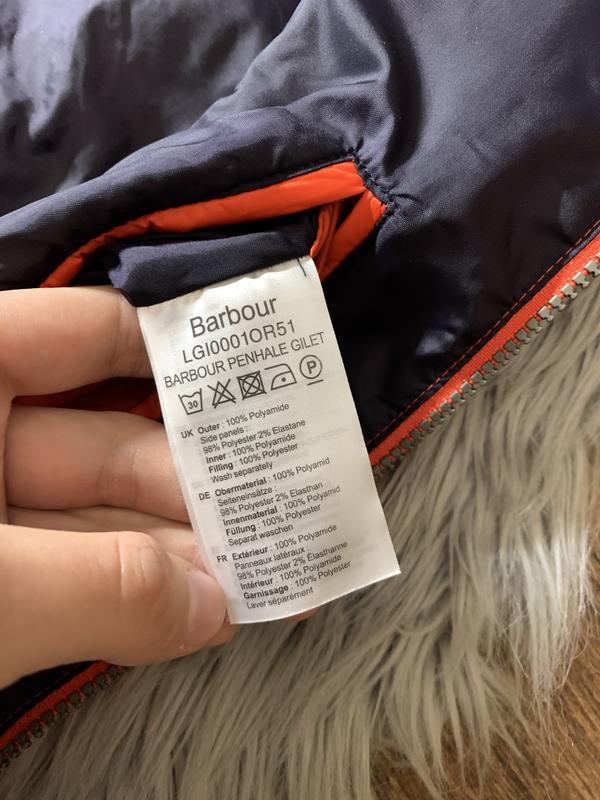 Barbour
LGI0001OR51
BARBOUR PENHALE GILET
30 P
UK Outer : 100% Polyamide
Side panels :
98% Polyester 2% Elastane
Inner : 100% Polyamide
Filling : 100% Polyester
Wash separately
DE Obermaterial : 100% Polyamid
Seiteneinsätze :
98% Polyester 2% Elasthan
Innenmaterial : 100% Polyamid
Füllung : 100% Polyester
Separat waschen
FR Extérieur : 100% Polyamide
Panneaux latéraux :
98% Polyester 2% Élasthanne
Intérieur : 100% Polyamide
Garnissage : 100% Polyester
Laver séparément